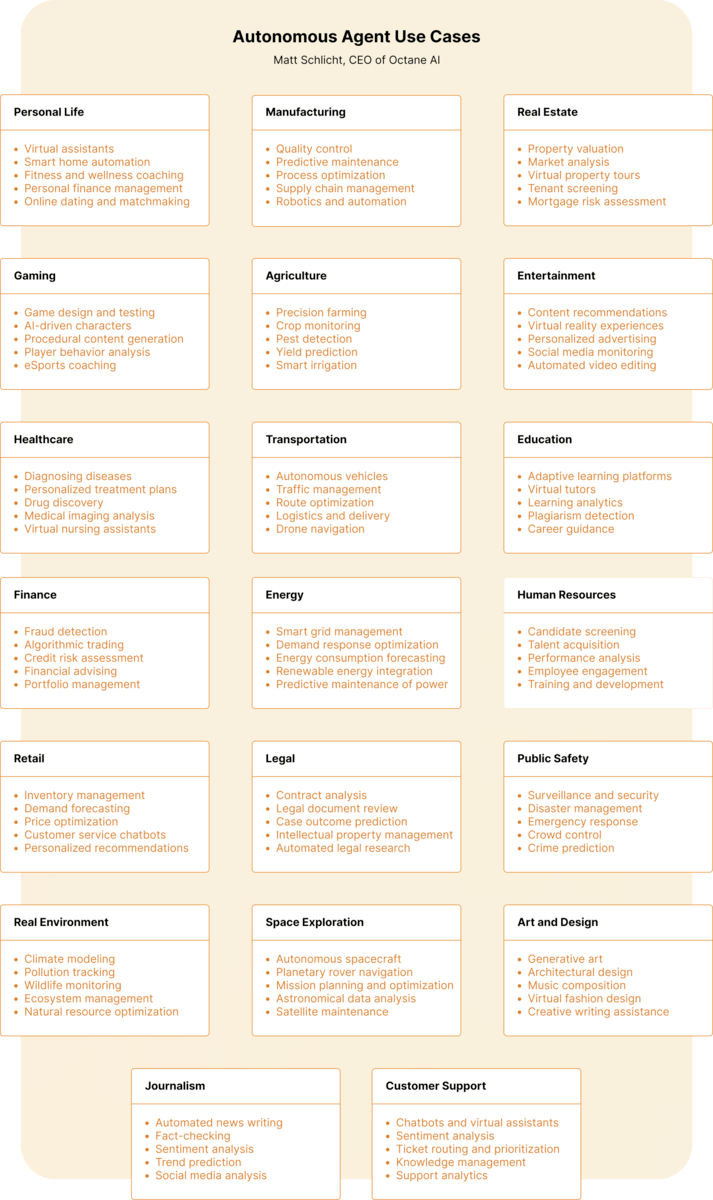 Autonomous Agent Use Cases
Matt Schlicht, CEO of Octane AI
Personal Life
• Virtual assistants
• Smart home automation
• Fitness and wellness coaching
• Personal finance management
• Online dating and matchmaking
Manufacturing
• Quality control
• Predictive maintenance
• Process optimization
• Supply chain management
• Robotics and automation
Real Estate
• Property valuation
• Market analysis
• Virtual property tours
• Tenant screening
• Mortgage risk assessment
Gaming
• Game design and testing
• AI-driven characters
• Procedural content generation
• Player behavior analysis
• eSports coaching
Agriculture
• Precision farming
• Crop monitoring
• Pest detection
• Yield prediction
• Smart irrigation
Entertainment
• Content recommendations
• Virtual reality experiences
• Personalized advertising
• Social media monitoring
• Automated video editing
Healthcare
• Diagnosing diseases
• Personalized treatment plans
• Drug discovery
• Medical imaging analysis
• Virtual nursing assistants
Transportation
• Autonomous vehicles
• Traffic management
• Route optimization
• Logistics and delivery
• Drone navigation
Education
• Adaptive learning platforms
• Virtual tutors
• Learning analytics
• Plagiarism detection
• Career guidance
Finance
• Fraud detection
• Algorithmic trading
• Credit risk assessment
• Financial advising
• Portfolio management
Energy
• Smart grid management
• Demand response optimization
• Energy consumption forecasting
• Renewable energy integration
• Predictive maintenance of power
Human Resources
• Candidate screening
• Talent acquisition
• Performance analysis
• Employee engagement
• Training and development
Retail
• Inventory management
• Demand forecasting
• Price optimization
• Customer service chatbots
• Personalized recommendations
Legal
• Contract analysis
• Legal document review
• Case outcome prediction
• Intellectual property management
• Automated legal research
Public Safety
• Surveillance and security
• Disaster management
• Emergency response
• Crowd control
• Crime prediction
Real Environment
• Climate modeling
• Pollution tracking
• Wildlife monitoring
• Ecosystem management
• Natural resource optimization
Space Exploration
• Autonomous spacecraft
• Planetary rover navigation
• Mission planning and optimization
• Astronomical data analysis
• Satellite maintenance
Art and Design
• Generative art
• Architectural design
• Music composition
• Virtual fashion design
• Creative writing assistance
Journalism
• Automated news writing
• Fact-checking
• Sentiment analysis
• Trend prediction
• Social media analysis
Customer Support
• Chatbots and virtual assistants
• Sentiment analysis
• Ticket routing and prioritization
• Knowledge management
• Support analytics